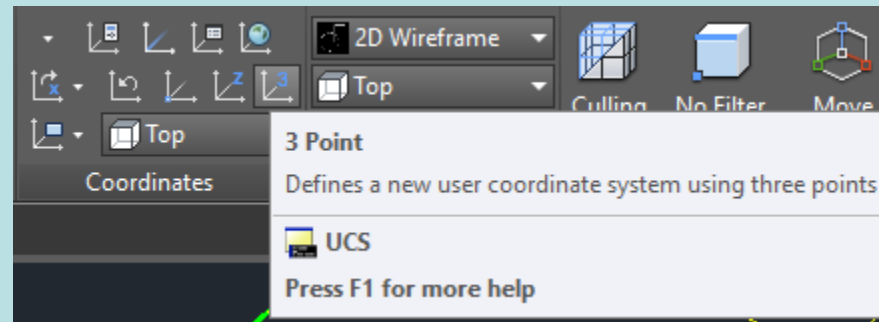 2D Wireframe
Top
Culling No Filter Move
Top
Coordinates
3 Point
Defines a new user coordinate system using three points
UCS
Press F1 for more help